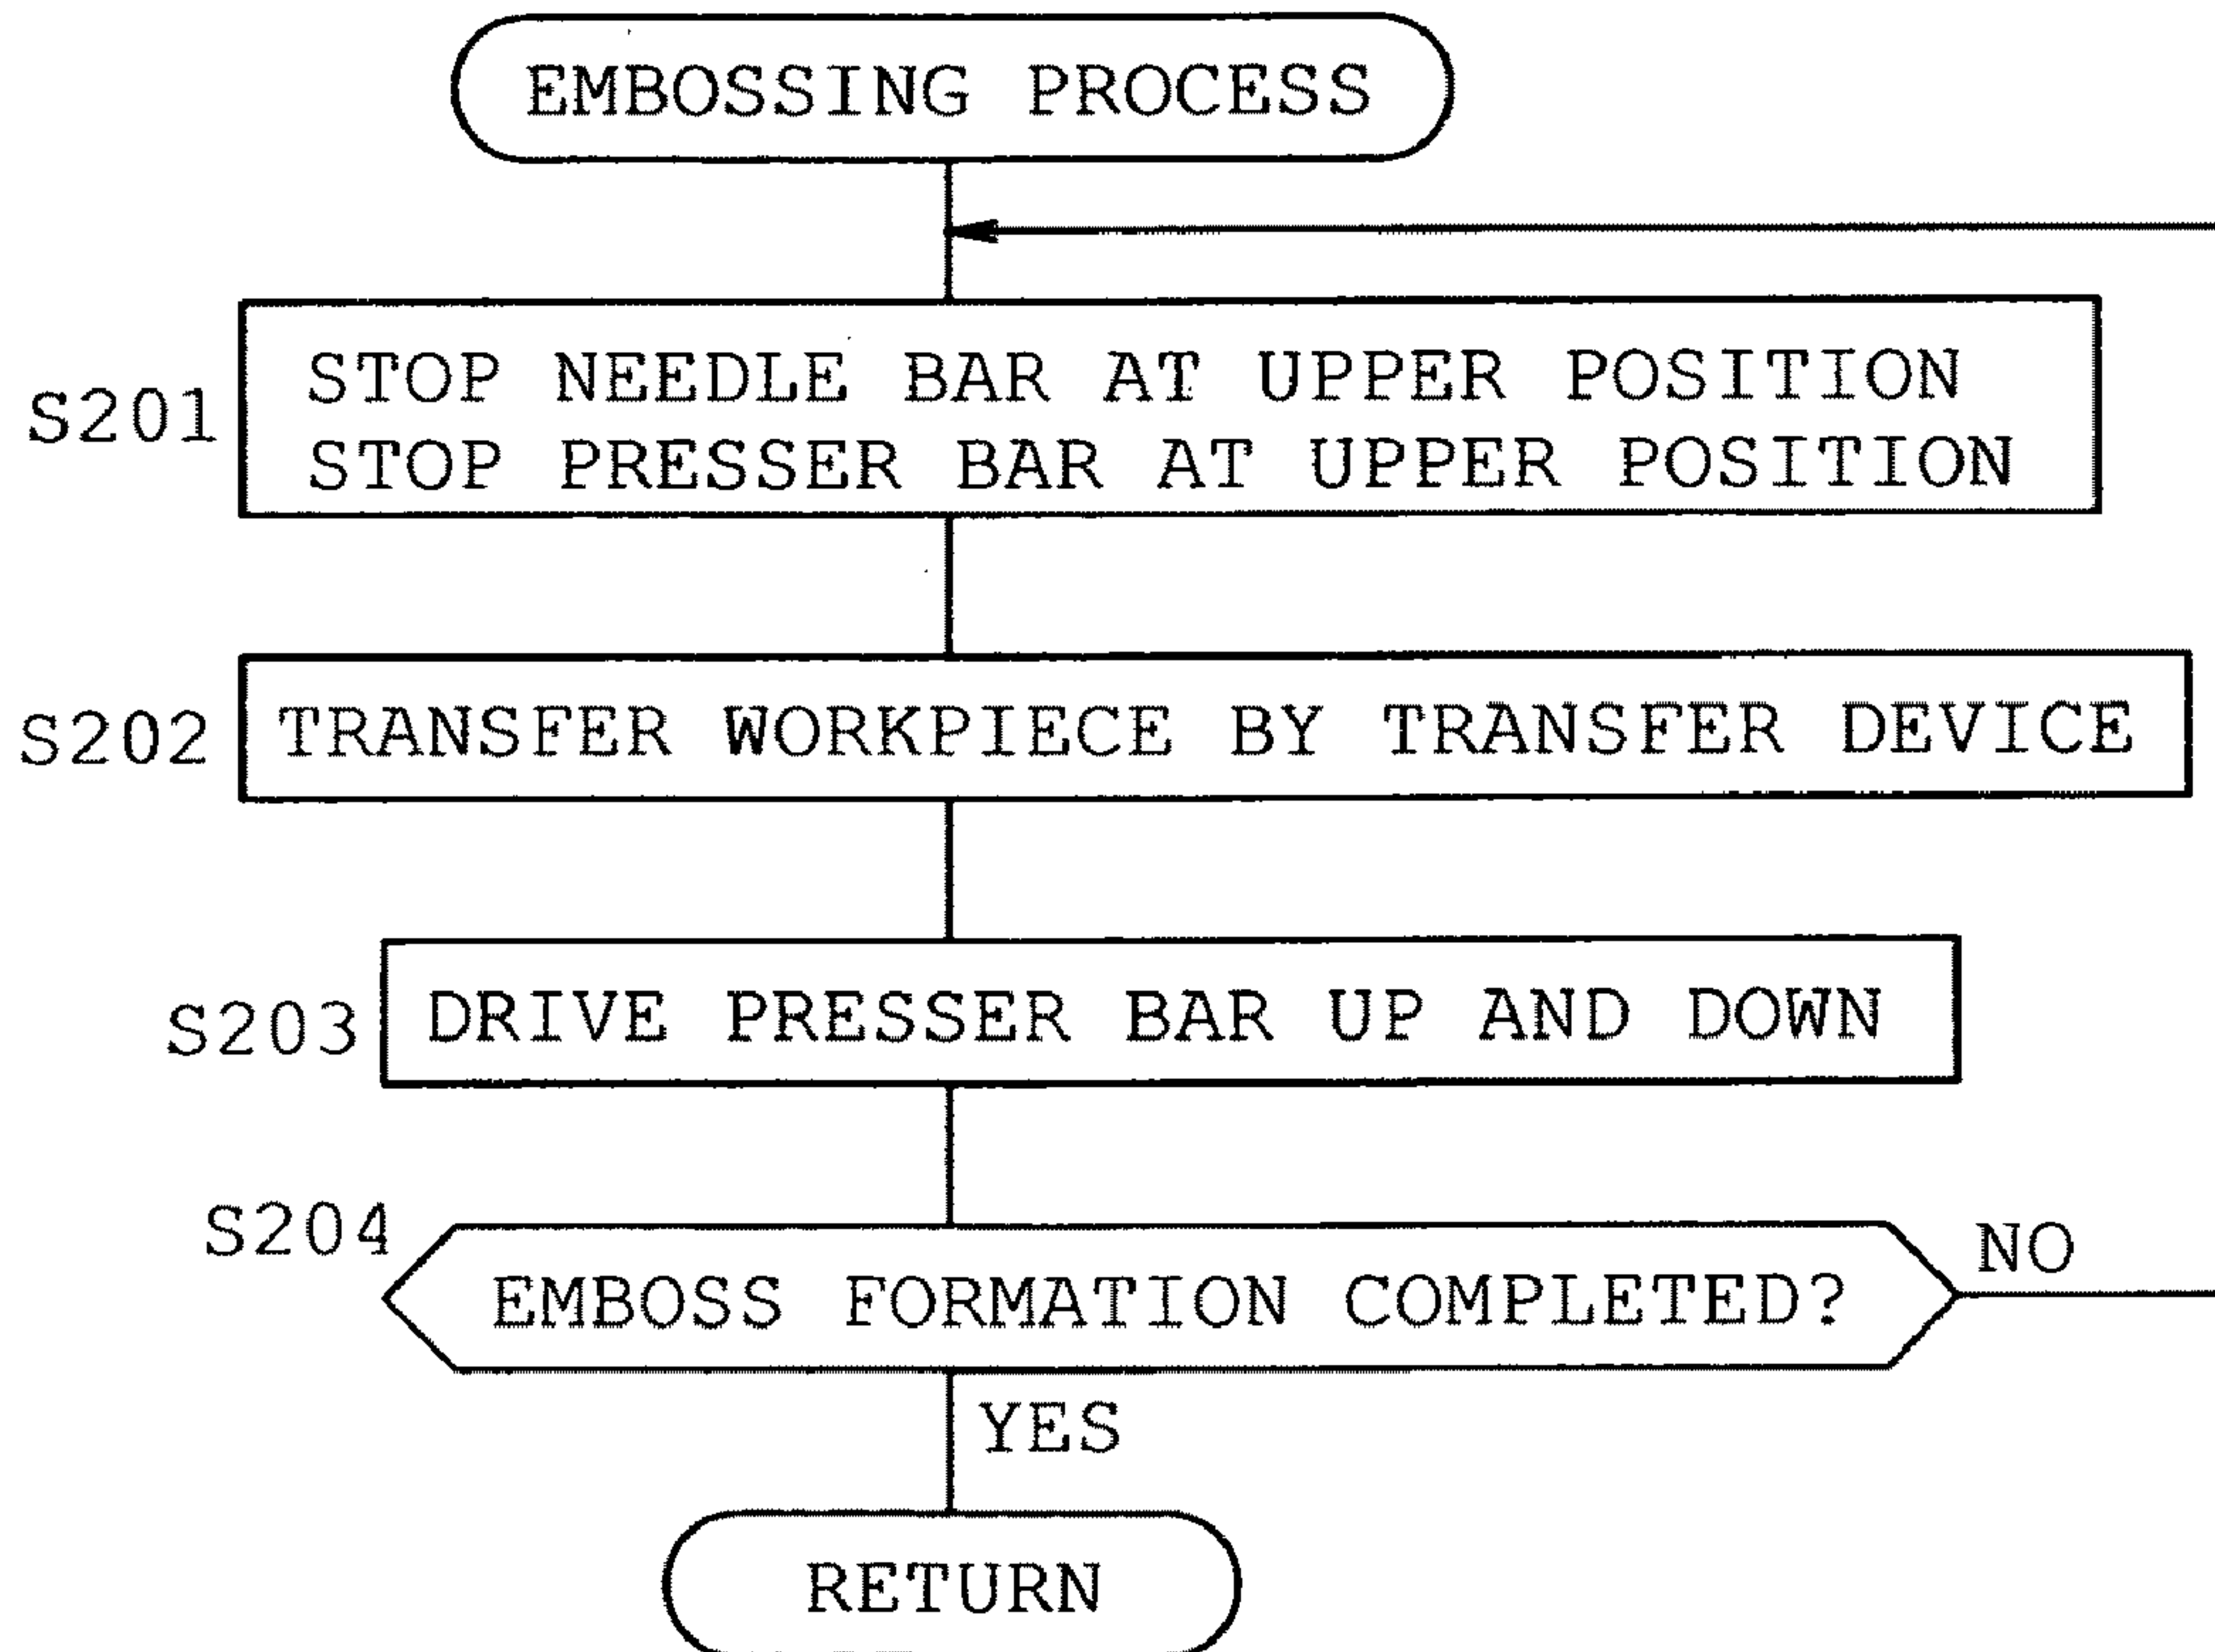 EMBOSSING PROCESS
S201
STOP NEEDLE BAR AT UPPER POSITION
STOP PRESSER BAR AT UPPER POSITION
S202
TRANSFER WORKPIECE BY TRANSFER DEVICE
S203
DRIVE PRESSER BAR UP AND DOWN
S204
EMBOSS FORMATION COMPLETED?
NO
YES
RETURN